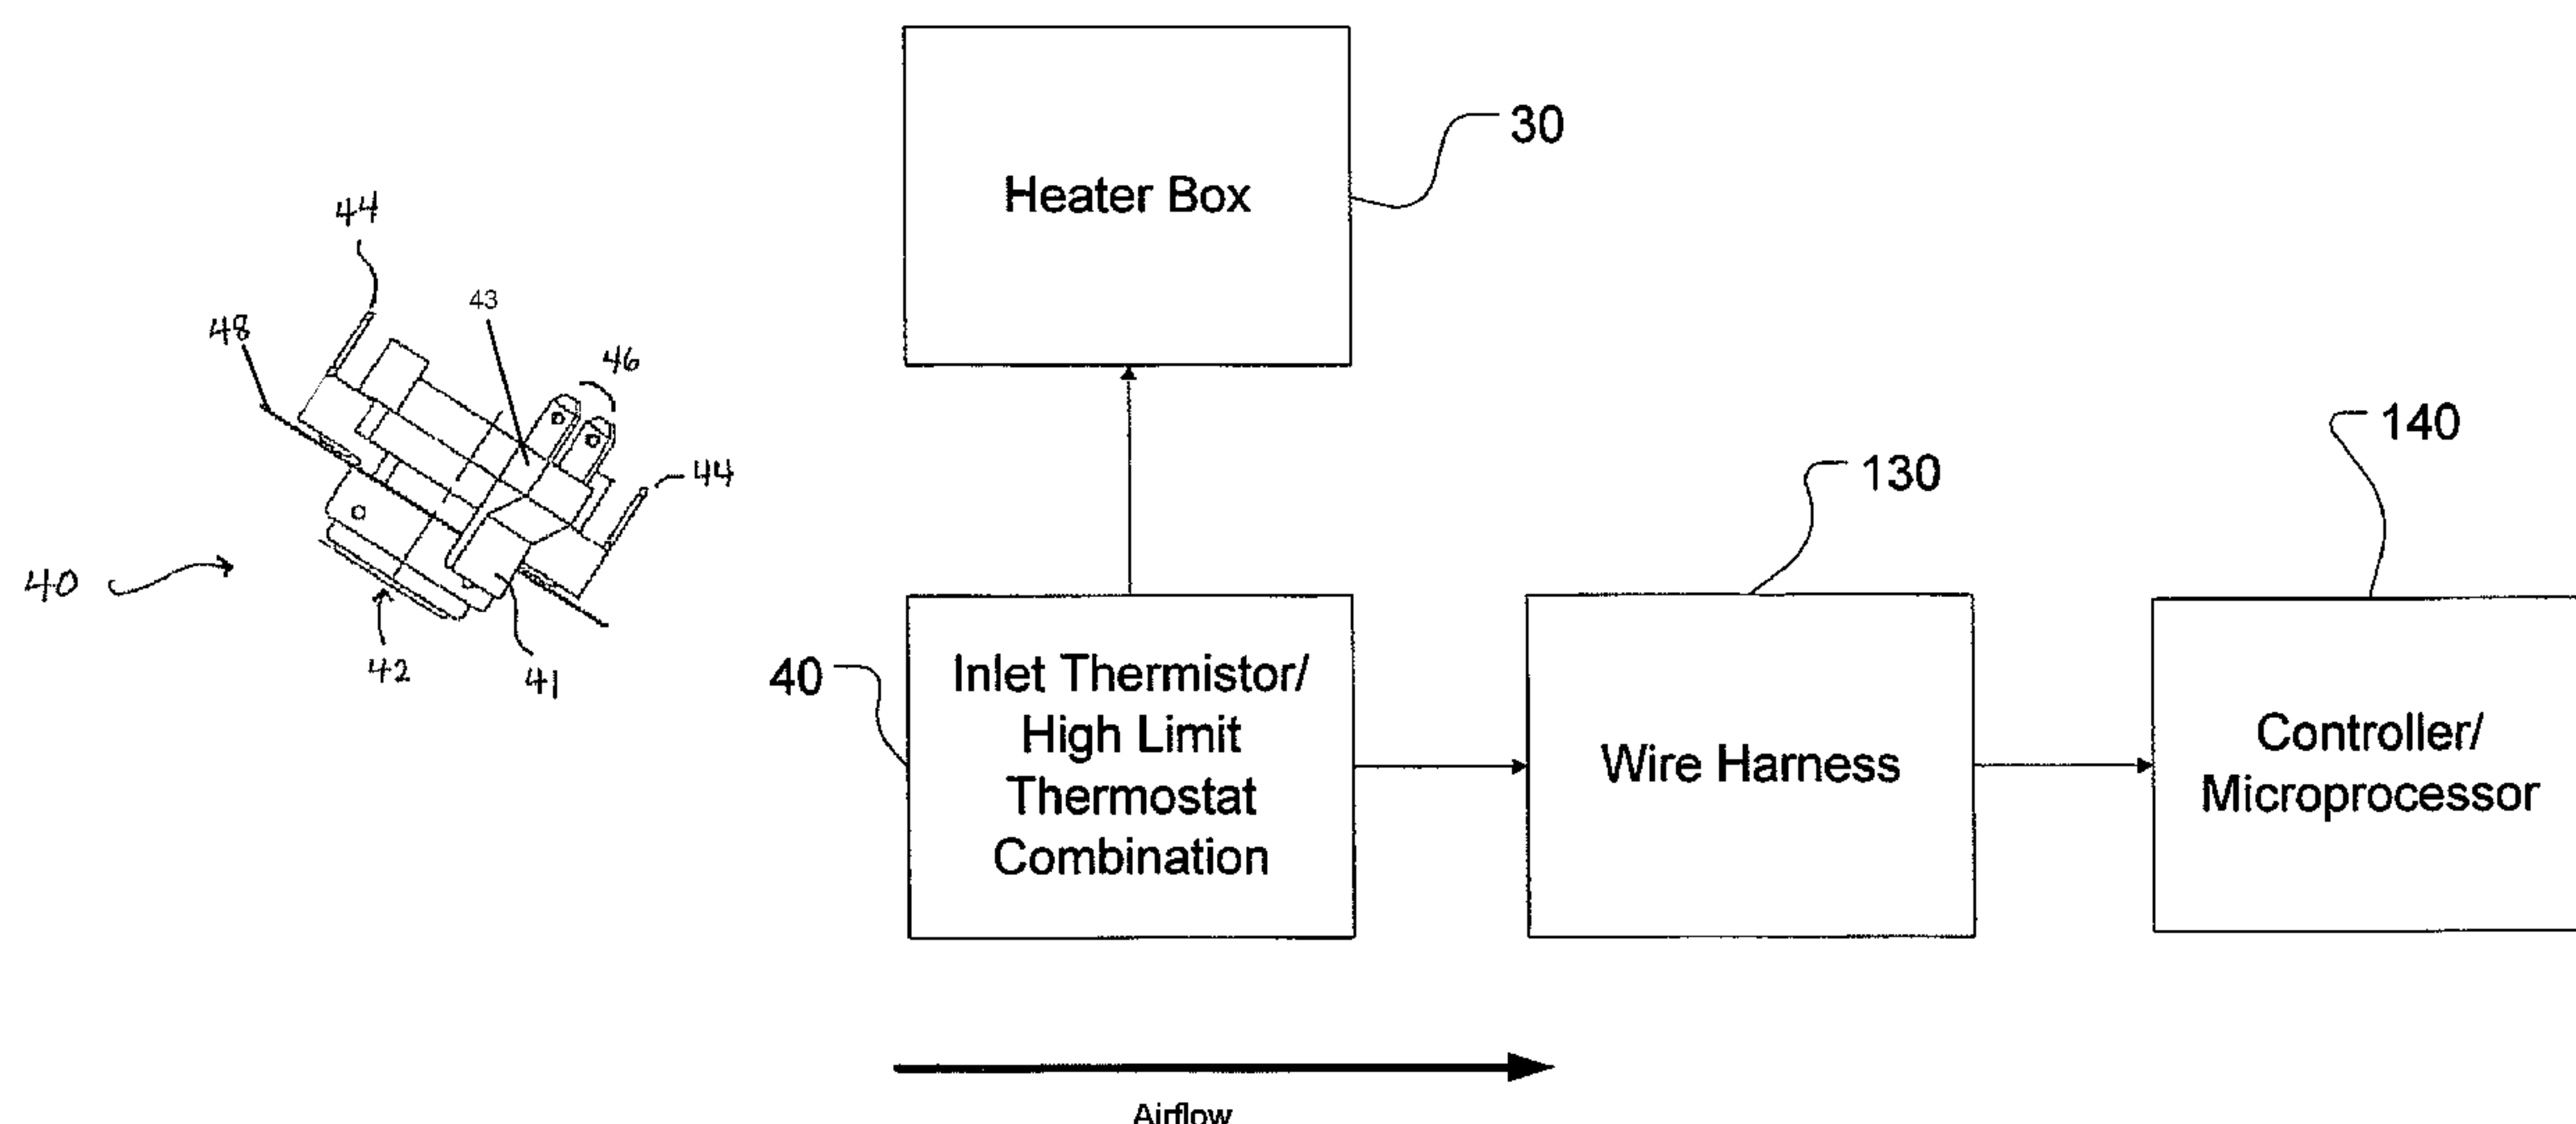 Heater Box
30
44
43
48
46
44
40
42
41
40
Inlet Thermistor/
High Limit
Thermostat
Combination
130
Wire Harness
140
Controller/
Microprocessor
Airflow